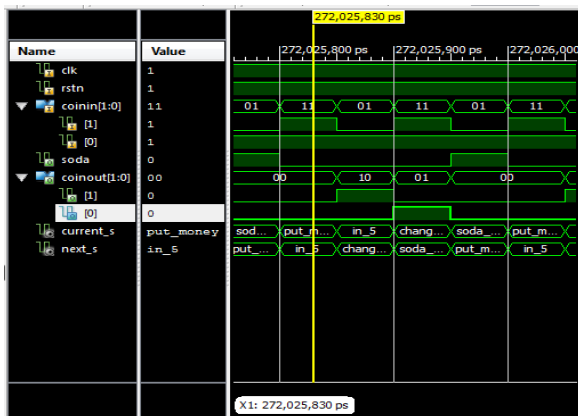 272,025,830 ps
Name Value
272,025,800 ps 272,025,900 ps 272,026,000
clk 1
rstn 1
coinin[1:0] 11 01 11 01 11 01 11
[1] 1
[0] 1
soda 0
coinout[1:0] 00 00 10 01 00
[1] 0
[0] 0
current_s put_money sod... put_m... in_5 chang... soda_... put_m...
next_s in_5 put_... in_5 chang... soda_... put_m... in_5
X1: 272,025,830 ps